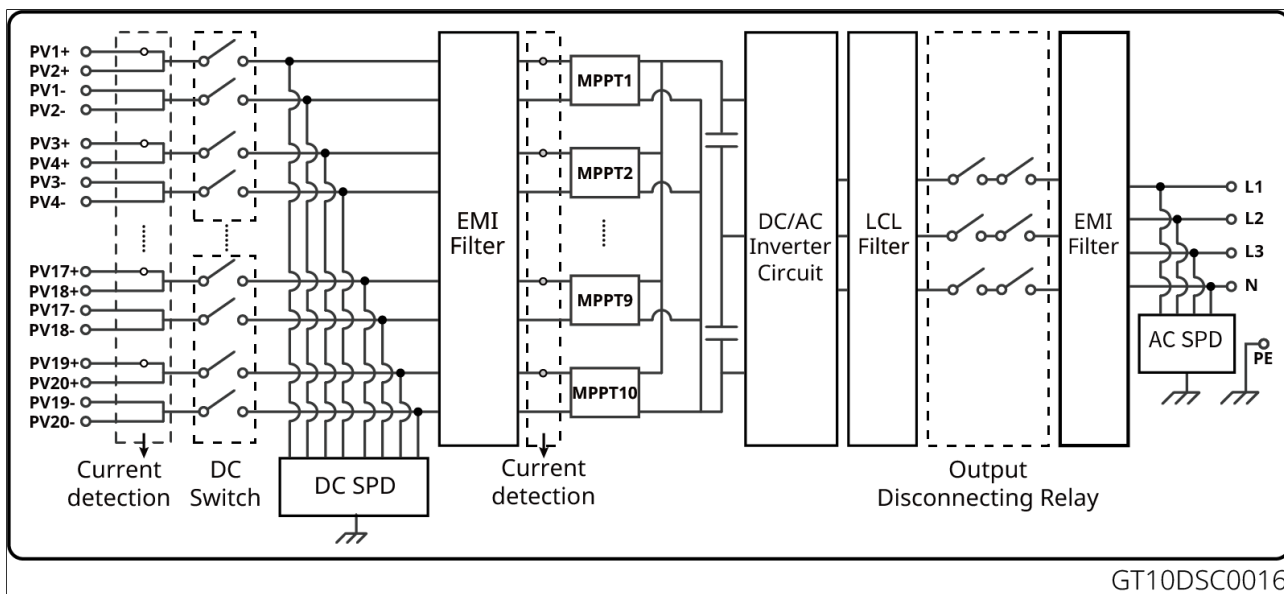 PV1+
PV2+
PV1-
PV2-
PV3+
PV4+
PV3-
PV4-
PV17+
PV18+
PV17-
PV18-
PV19+
PV20+
PV19-
PV20-
Current
detection
DC
Switch
DC SPD
EMI
Filter
Current
detection
MPPT1
MPPT2
MPPT9
MPPT10
DC/AC
Inverter
Circuit
LCL
Filter
Output
Disconnecting Relay
EMI
Filter
L1
L2
L3
N
AC SPD
PE
GT10DSC0016